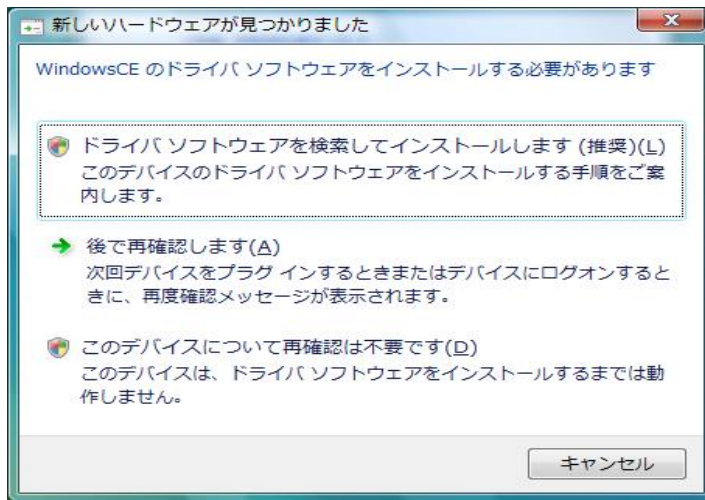 新しいハードウェアが見つかりました
WindowsCE のドライバ ソフトウェアをインストールする必要があります
ドライバ ソフトウェアを検索してインストールします (推奨)(L)
このデバイスのドライバ ソフトウェアをインストールする手順をご案
内します。
後で再確認します(A)
次回デバイスをプラグ インするときまたはデバイスにログオンすると
きに、再度確認メッセージが表示されます。
このデバイスについて再確認は不要です(D)
このデバイスは、ドライバ ソフトウェアをインストールするまでは動
作しません。
キャンセル